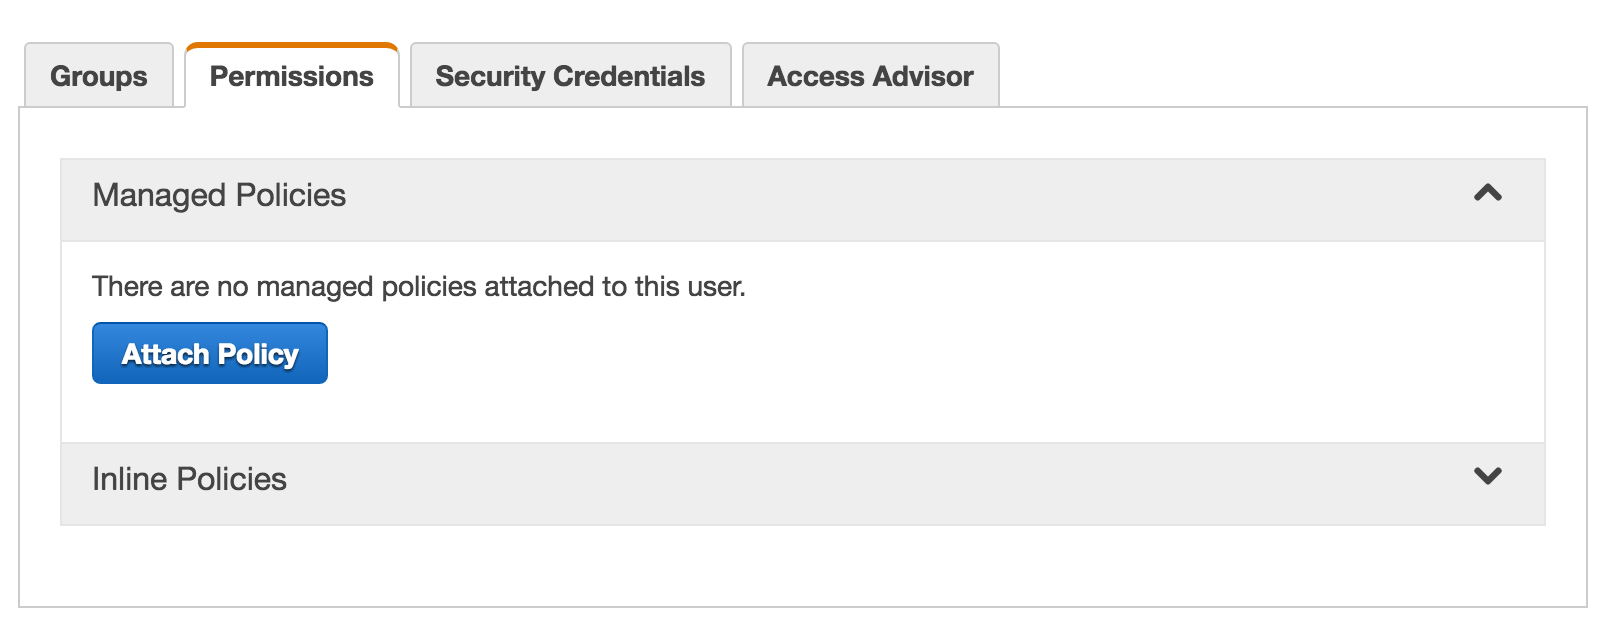 Groups Permissions Security Credentials Access Advisor
Managed Policies
There are no managed policies attached to this user.
Attach Policy
Inline Policies